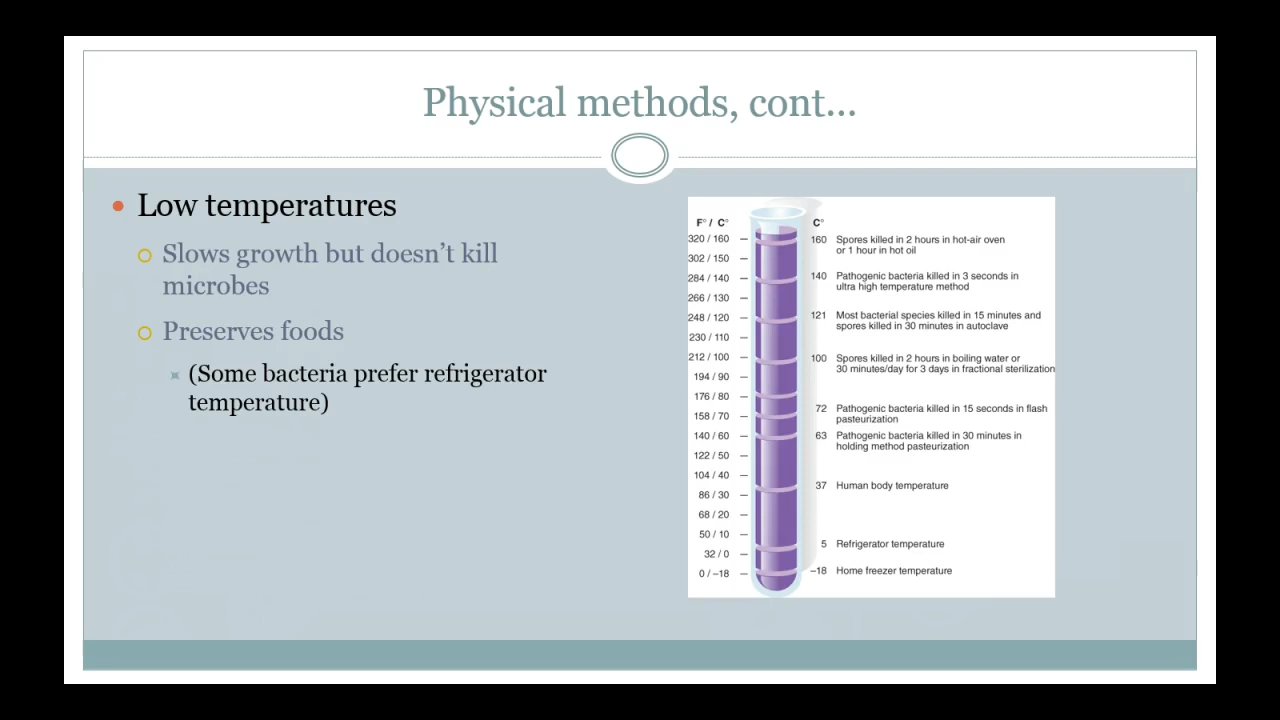 Physical methods, cont...
Low temperatures
Slows growth but doesn't kill
microbes
Preserves foods
(Some bacteria prefer refrigerator
temperature)
F° / C°
320 / 160
302 / 150
284 / 140
266 / 130
248 / 120
230 / 110
212 / 100
194 / 90
176 / 80
158 / 70
140 / 60
122 / 50
104 / 40
86 / 30
68 / 20
50 / 10
32 / 0
0 / –18
C°
160 Spores killed in 2 hours in hot-air oven
or 1 hour in hot oil
140 Pathogenic bacteria killed in 3 seconds in
ultra high temperature method
121 Most bacterial species killed in 15 minutes and
spores killed in 30 minutes in autoclave
100 Spores killed in 2 hours in boiling water or
30 minutes/day for 3 days in fractional sterilization
72 Pathogenic bacteria killed in 15 seconds in flash
pasteurization
63 Pathogenic bacteria killed in 30 minutes in
holding method pasteurization
37 Human body temperature
5 Refrigerator temperature
–18 Home freezer temperature